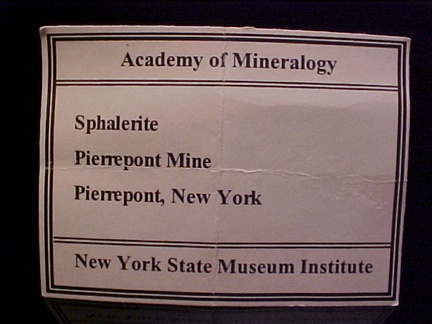 Academy of Mineralogy
Sphalerite
Pierrepont Mine
Pierrepont, New York
New York State Museum Institute